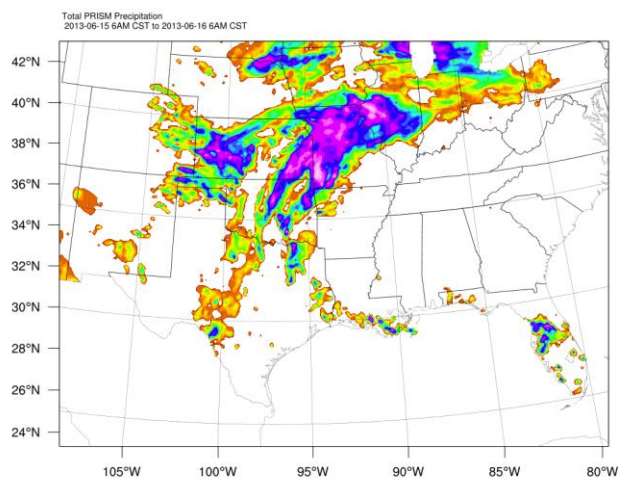 Total PRISM Precipitation
2013-06-15 6AM CST to 2013-06-16 6AM CST
42°N
40°N
38°N
36°N
34°N
32°N
30°N
28°N
26°N
24°N
105°W 100°W 95°W 90°W 85°W 80°W